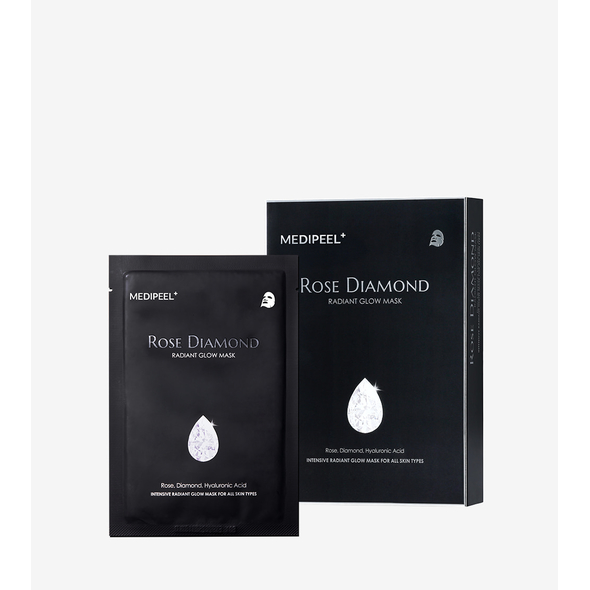 MEDIPEEL+
ROSE DIAMOND
RADIANT GLOW MASK
Rose, Diamond, Hyaluronic Acid
INTENSIVE RADIANT GLOW MASK FOR ALL SKIN TYPES
MEDIPEEL+
ROSE DIAMOND
RADIANT GLOW MASK
Rose, Diamond, Hyaluronic Acid
INTENSIVE RADIANT GLOW MASK FOR ALL SKIN TYPES
ROSE DIAMOND